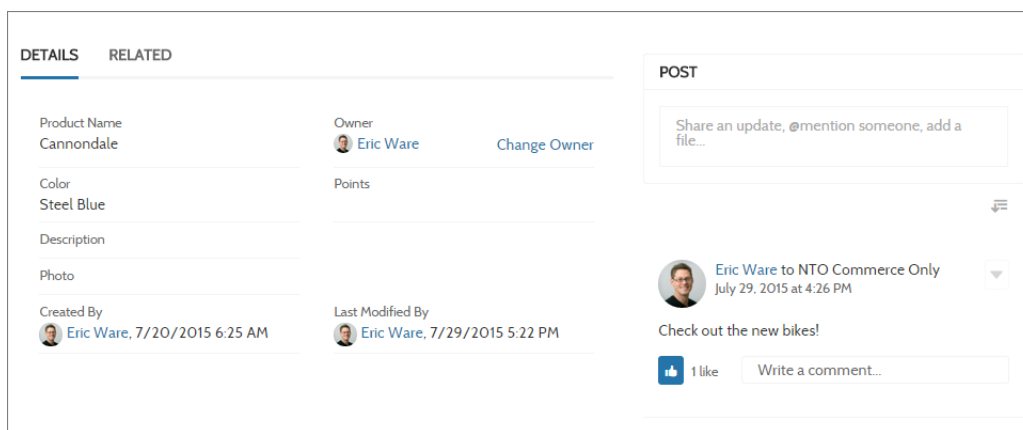 DETAILS RELATED
Product Name
Cannondale
Owner
Eric Ware Change Owner
Color
Steel Blue
Points
Description
Photo
Created By
Eric Ware, 7/20/2015 6:25 AM
Last Modified By
Eric Ware, 7/29/2015 5:22 PM
POST
Share an update, @mention someone, add a
file...
Eric Ware to NTO Commerce Only
July 29, 2015 at 4:26 PM
Check out the new bikes!
1 like Write a comment...